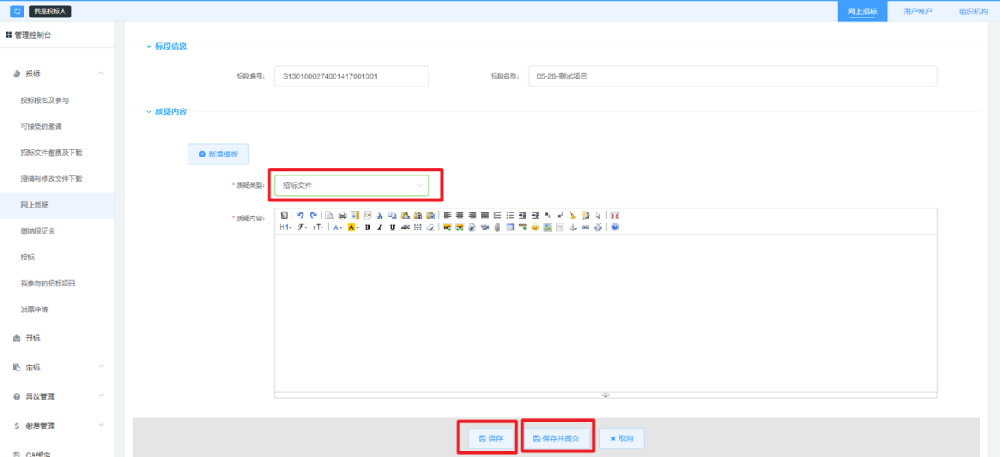 我是投标人
网上招标 用户帐户 组织机构
管理控制台
投标
投标报名及参与
可接受的邀请
招标文件缴费及下载
澄清与修改文件下载
网上质疑
缴纳保证金
投标
我参与的招标项目
发票申请
开标
定标
异议管理
缴费管理
CA绑定
标段信息
标段编号: S1301000274001417001001 标段名称: 05-28-测试项目
质疑内容
新增模板
* 质疑类型: 招标文件
* 质疑内容:
H1 F тT A A B I U ABC
保存 保存并提交 取消